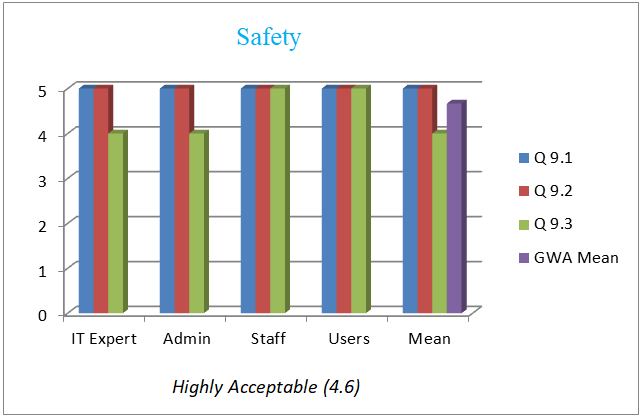 Safety
5
4
3
2
1
0
IT Expert Admin Staff Users Mean
Q 9.1
Q 9.2
Q 9.3
GWA Mean
Highly Acceptable (4.6)